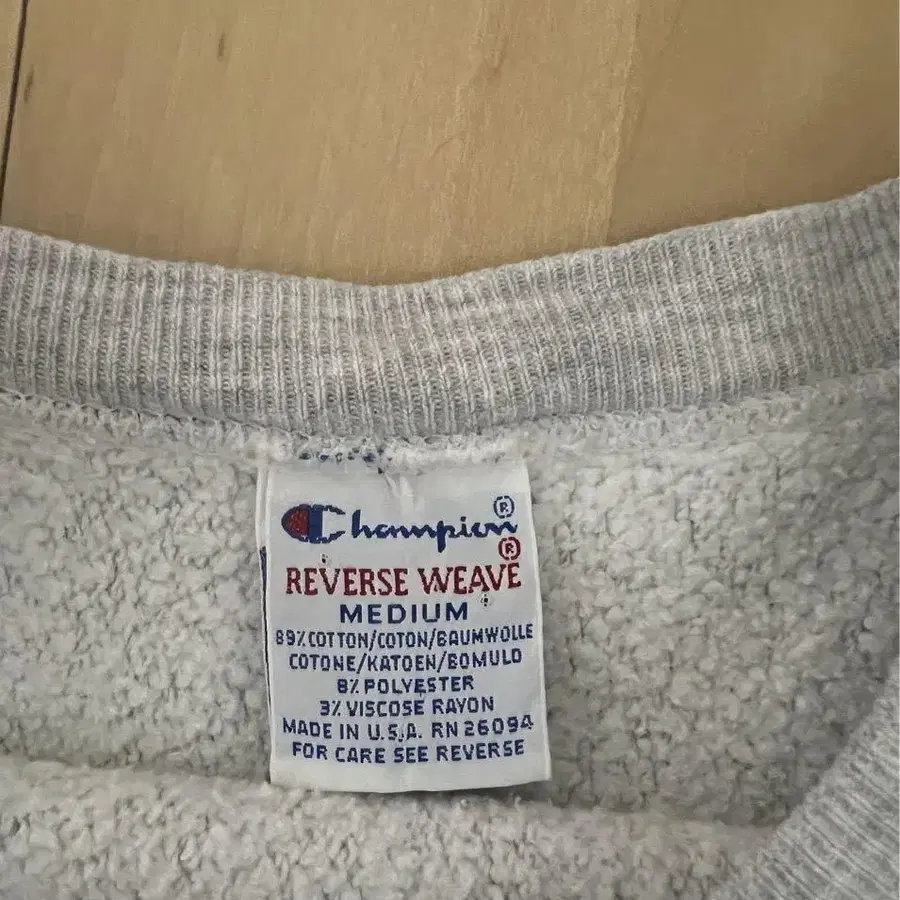 Champion®
®
REVERSE WEAVE
MEDIUM
89% COTTON/COTON/BAUMWOLLE
COTONE/KATOEN/BOMULD
8% POLYESTER
3% VISCOSE RAYON
MADE IN U.S.A. RN 26094
FOR CARE SEE REVERSE